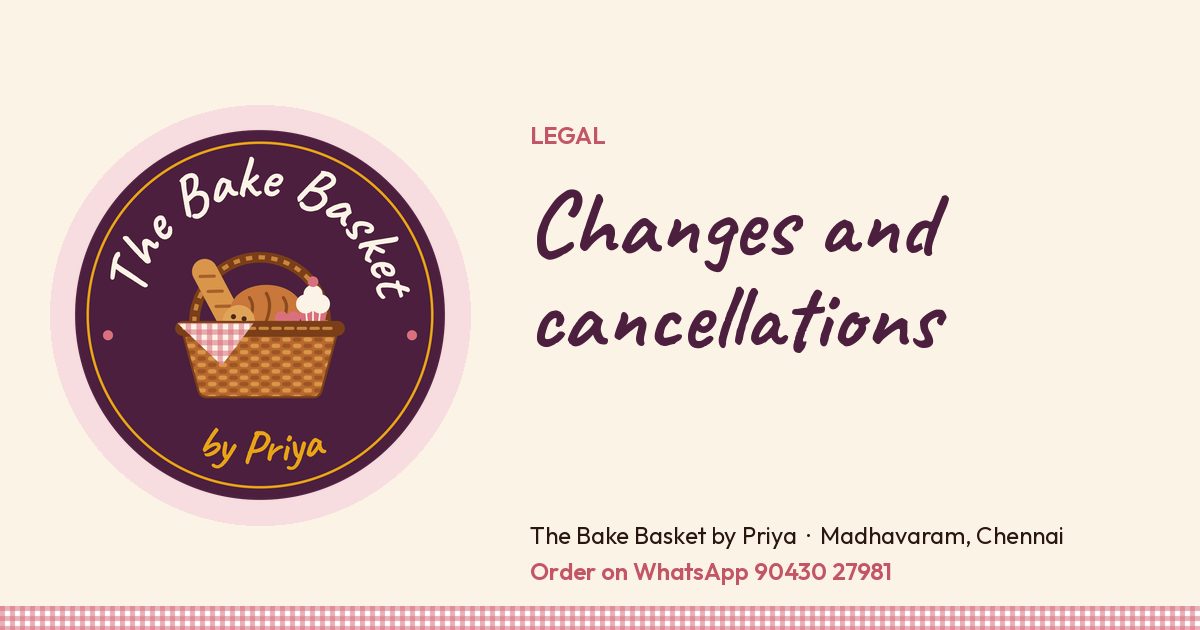 The Bake Basket
by Priya
LEGAL
Changes and
cancellations
The Bake Basket by Priya · Madhavaram, Chennai
Order on WhatsApp 90430 27981